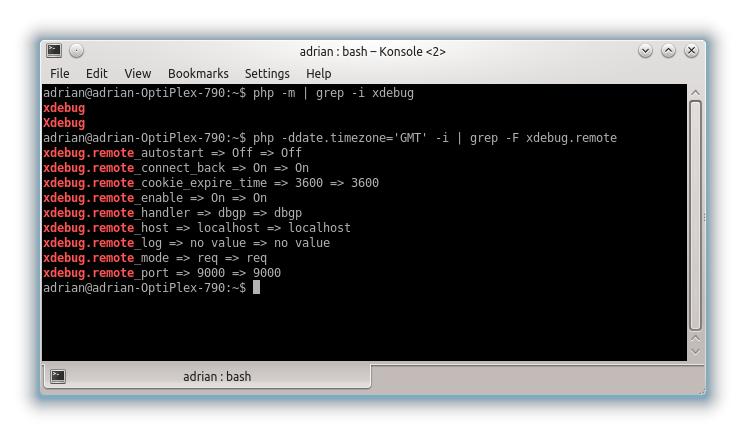 adrian : bash – Konsole <2>
File Edit View Bookmarks Settings Help
adrian@adrian-OptiPlex-790:~$ php -m | grep -i xdebug
xdebug
Xdebug
adrian@adrian-OptiPlex-790:~$ php -ddate.timezone='GMT' -i | grep -F xdebug.remote
xdebug.remote_autostart => Off => Off
xdebug.remote_connect_back => On => On
xdebug.remote_cookie_expire_time => 3600 => 3600
xdebug.remote_enable => On => On
xdebug.remote_handler => dbgp => dbgp
xdebug.remote_host => localhost => localhost
xdebug.remote_log => no value => no value
xdebug.remote_mode => req => req
xdebug.remote_port => 9000 => 9000
adrian@adrian-OptiPlex-790:~$
adrian : bash